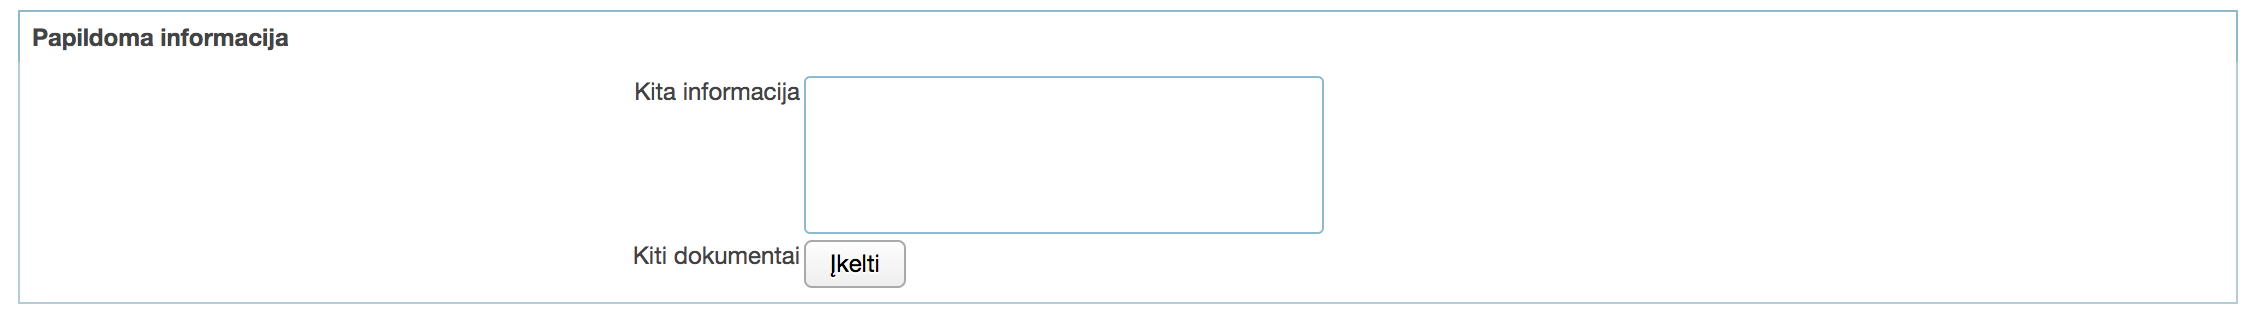 Papildoma informacija
Kita informacija
Kiti dokumentai
Įkelti